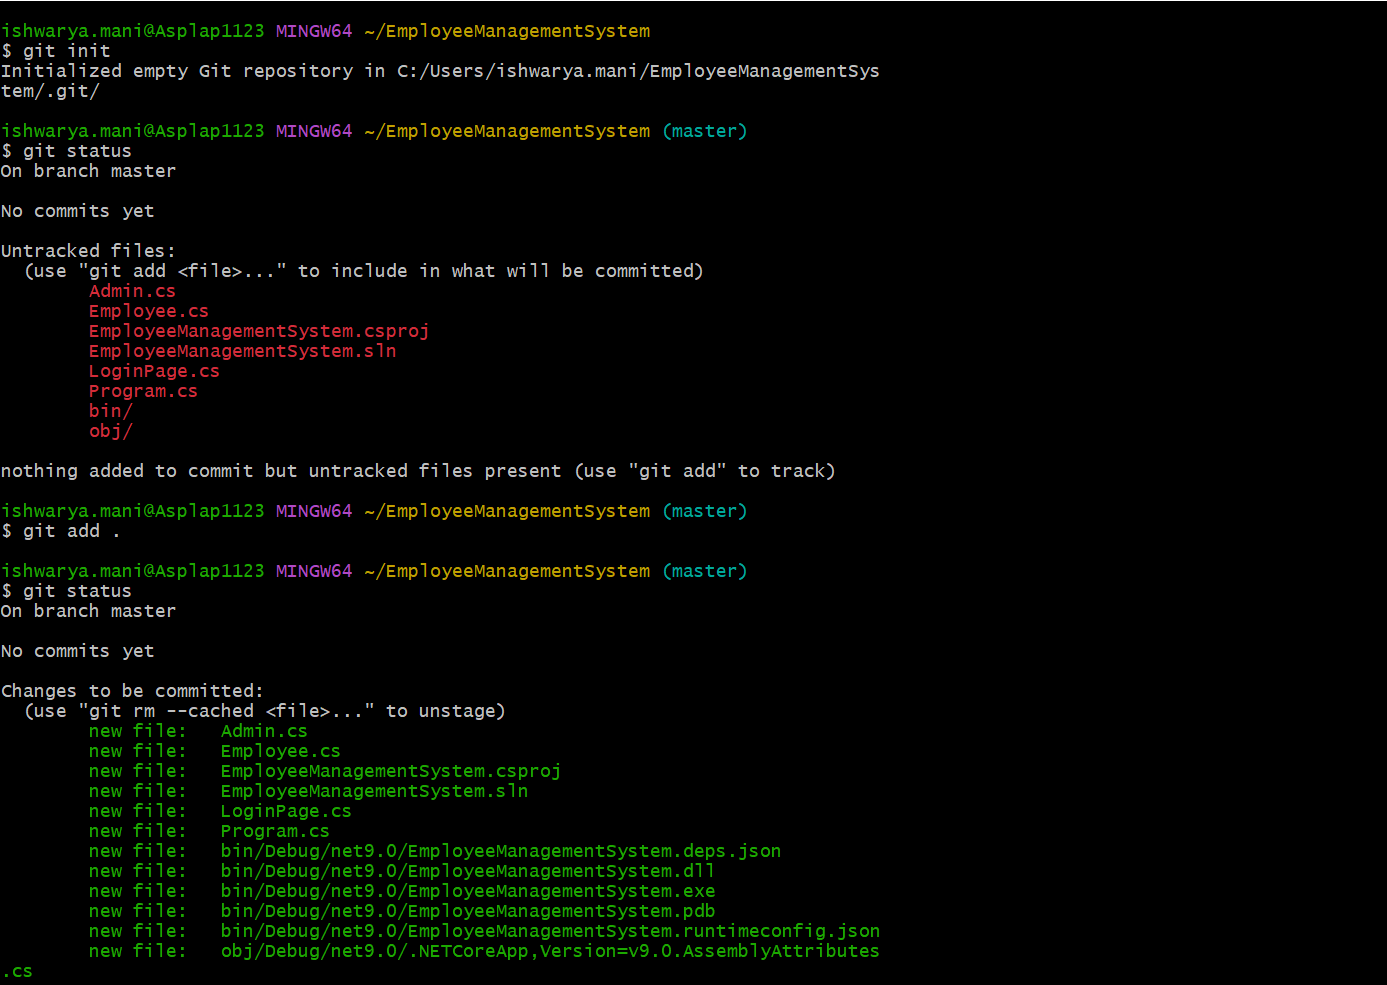 ishwarya.mani@Asplap1123 MINGW64 ~/EmployeeManagementSystem
$ git init
Initialized empty Git repository in C:/Users/ishwarya.mani/EmployeeManagementSys
tem/.git/

ishwarya.mani@Asplap1123 MINGW64 ~/EmployeeManagementSystem (master)
$ git status
On branch master

No commits yet

Untracked files:
  (use "git add <file>..." to include in what will be committed)
        Admin.cs
        Employee.cs
        EmployeeManagementSystem.csproj
        EmployeeManagementSystem.sln
        LoginPage.cs
        Program.cs
        bin/
        obj/

nothing added to commit but untracked files present (use "git add" to track)

ishwarya.mani@Asplap1123 MINGW64 ~/EmployeeManagementSystem (master)
$ git add .

ishwarya.mani@Asplap1123 MINGW64 ~/EmployeeManagementSystem (master)
$ git status
On branch master

No commits yet

Changes to be committed:
  (use "git rm --cached <file>..." to unstage)
        new file:   Admin.cs
        new file:   Employee.cs
        new file:   EmployeeManagementSystem.csproj
        new file:   EmployeeManagementSystem.sln
        new file:   LoginPage.cs
        new file:   Program.cs
        new file:   bin/Debug/net9.0/EmployeeManagementSystem.deps.json
        new file:   bin/Debug/net9.0/EmployeeManagementSystem.dll
        new file:   bin/Debug/net9.0/EmployeeManagementSystem.exe
        new file:   bin/Debug/net9.0/EmployeeManagementSystem.pdb
        new file:   bin/Debug/net9.0/EmployeeManagementSystem.runtimeconfig.json
        new file:   obj/Debug/net9.0/.NETCoreApp,Version=v9.0.AssemblyAttributes
.cs